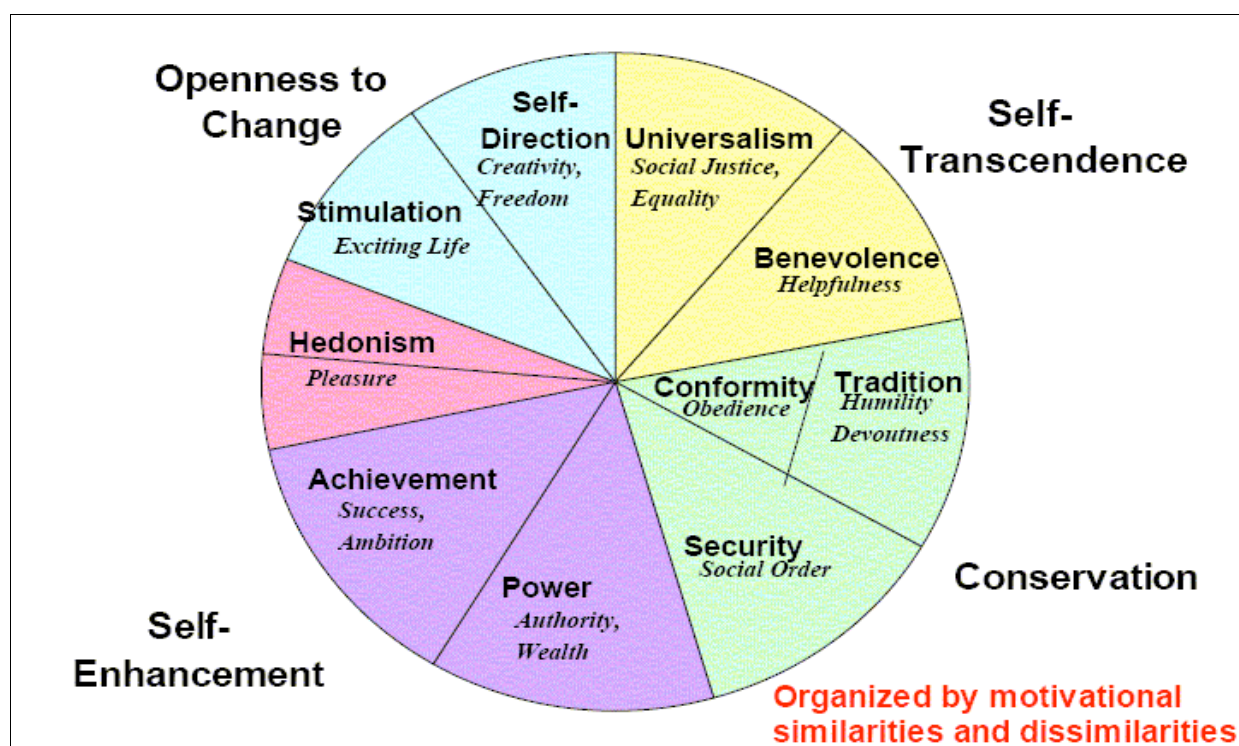 Openness to
Change
Self-
Direction
Creativity,
Freedom
Universalism
Social Justice,
Equality
Self-
Transcendence
Stimulation
Exciting Life
Benevolence
Helpfulness
Hedonism
Pleasure
Conformity
Obedience
Tradition
Humility
Devoutness
Achievement
Success,
Ambition
Security
Social Order
Conservation
Power
Authority,
Wealth
Self-
Enhancement
Organized by motivational
similarities and dissimilarities